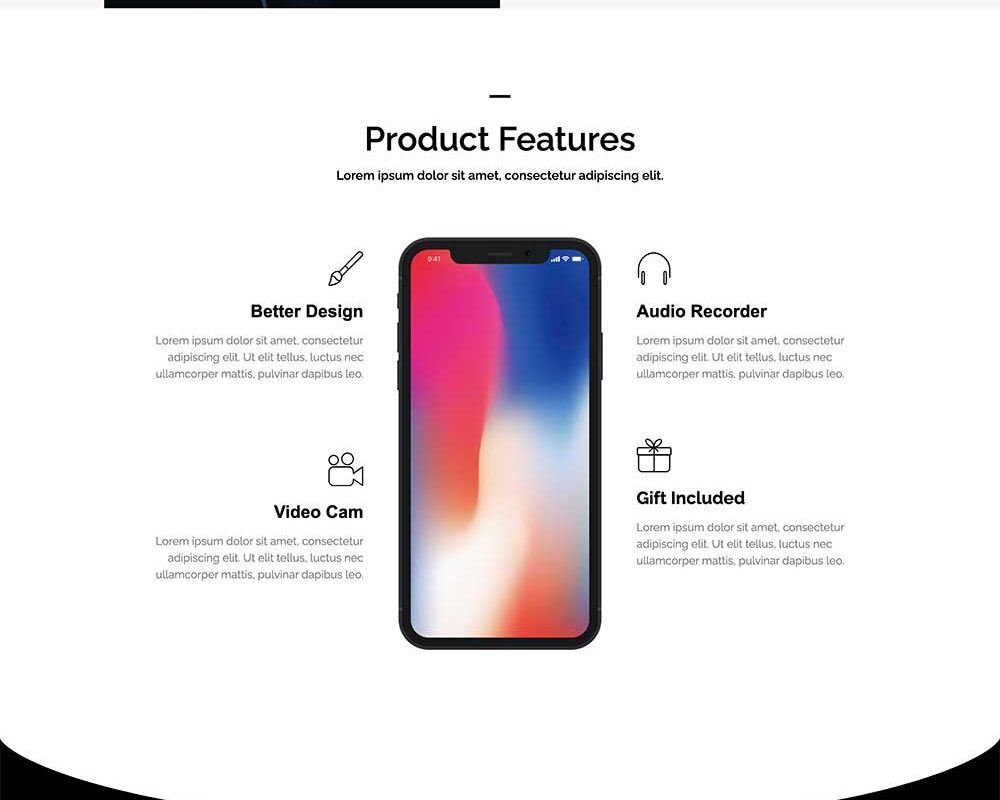 Product Features
Lorem ipsum dolor sit amet, consectetur adipiscing elit.
9:41
Better Design
Lorem ipsum dolor sit amet, consectetur
adipiscing elit. Ut elit tellus, luctus nec
ullamcorper mattis, pulvinar dapibus leo.
Audio Recorder
Lorem ipsum dolor sit amet, consectetur
adipiscing elit. Ut elit tellus, luctus nec
ullamcorper mattis, pulvinar dapibus leo.
Video Cam
Lorem ipsum dolor sit amet, consectetur
adipiscing elit. Ut elit tellus, luctus nec
ullamcorper mattis, pulvinar dapibus leo.
Gift Included
Lorem ipsum dolor sit amet, consectetur
adipiscing elit. Ut elit tellus, luctus nec
ullamcorper mattis, pulvinar dapibus leo.